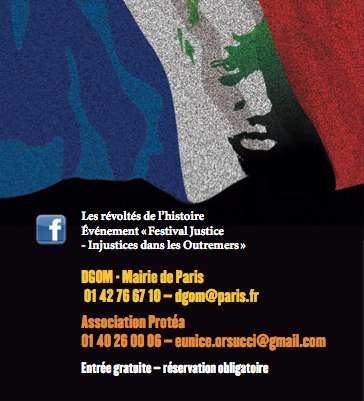 f
Les révoltés de l'histoire
Événement « Festival Justice
- Injustices dans les Outremers »
DGOM - Mairie de Paris
01 42 76 67 10 – dgom@paris.fr
Association Protéa
01 40 26 00 06 – eunice.orsucci@gmail.com
Entrée gratuite – réservation obligatoire